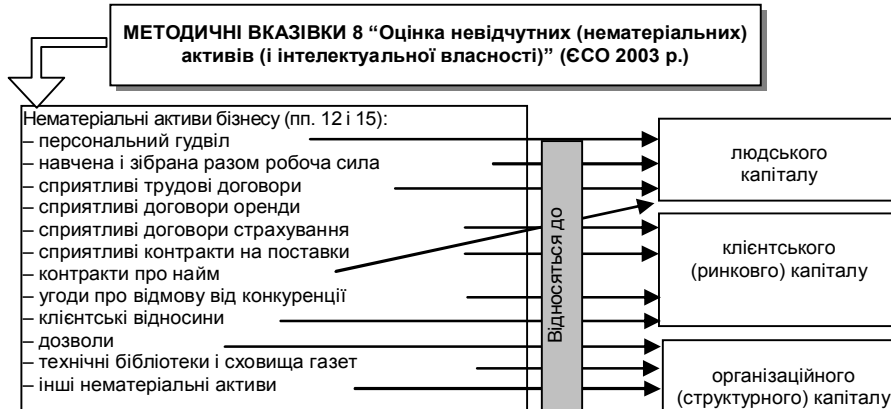 МЕТОДИЧНІ ВКАЗІВКИ 8 “Оцінка невідчутних (нематеріальних)
активів (і інтелектуальної власності)” (ЄСО 2003 р.)
Нематеріальні активи бізнесу (пп. 12 і 15):
– персональний гудвіл
– навчена і зібрана разом робоча сила
– сприятливі трудові договори
– сприятливі договори оренди
– сприятливі договори страхування
– сприятливі контракти на поставки
– контракти про найм
– угоди про відмову від конкуренції
– клієнтські відносини
– дозволи
– технічні бібліотеки і сховища газет
– інші нематеріальні активи
Відносяться до
людського
капіталу
клієнтського
(ринковго) капіталу
організаційного
(структурного) капіталу